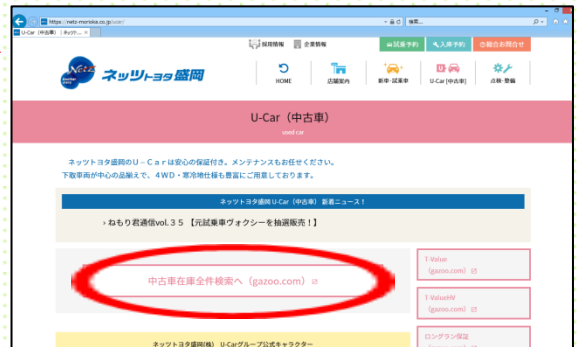 https://netz-morioka.co.jp/user/
検索...
U-Car（中古車）｜ネッツ...
採用情報
企業情報
試乗予約
入庫予約
総合お問合せ
Netz
ネッツトヨタ盛岡
HOME
店舗案内
新車・試乗車
U-Car [中古車]
点検・整備
U-Car（中古車）
used car
ネッツトヨタ盛岡のU－Carは安心の保証付き。メンテナンスもお任せください。
下取車両が中心の品揃えで、４WD・寒冷地仕様も豊富にご用意しております。
ネッツトヨタ盛岡 U-Car（中古車）新着ニュース！
› ねもり君通信vol.３５ 【元試乗車ヴォクシーを抽選販売！】
中古車在庫全件検索へ（gazoo.com）
T-Value
（gazoo.com）
T-ValueHV
（gazoo.com）
ロングラン保証
ネッツトヨタ盛岡(株) U-Carグループ公式キャラクター